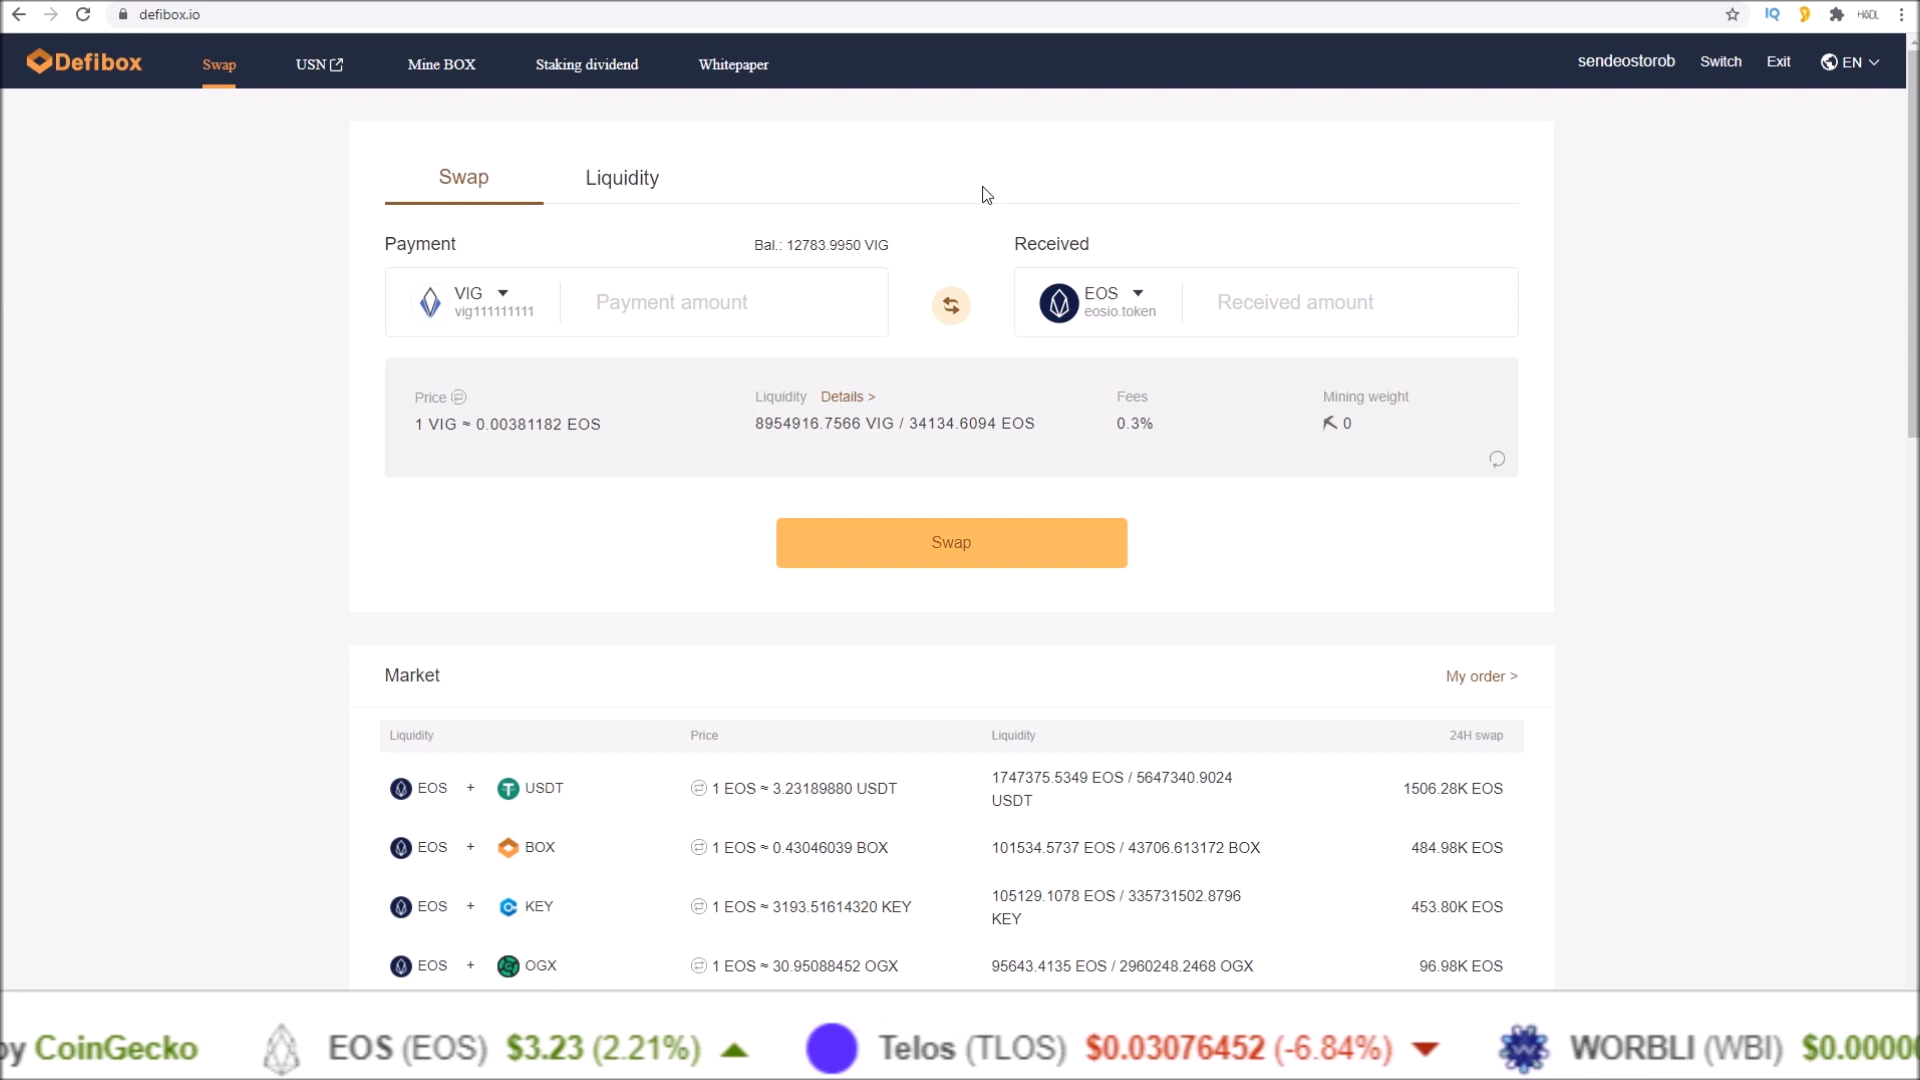 defibox.io
Defibox Swap USN Mine BOX Staking dividend Whitepaper sendeostorob Switch Exit EN
Swap Liquidity
Payment Bal.: 12783.9950 VIG Received
VIG Payment amount EOS Received amount
vig111111111 eosio.token
Price Liquidity Details > Fees Mining weight
1 VIG ≈ 0.00381182 EOS 8954916.7566 VIG / 34134.6094 EOS 0.3% 0
Swap
Market My order >
Liquidity Price Liquidity 24H swap
EOS + USDT 1 EOS ≈ 3.23189880 USDT 1747375.5349 EOS / 5647340.9024 1506.28K EOS
USDT
EOS + BOX 1 EOS ≈ 0.43046039 BOX 101534.5737 EOS / 43706.613172 BOX 484.98K EOS
EOS + KEY 1 EOS ≈ 3193.51614320 KEY 105129.1078 EOS / 335731502.8796 453.80K EOS
KEY
EOS + OGX 1 EOS ≈ 30.95088452 OGX 95643.4135 EOS / 2960248.2468 OGX 96.98K EOS
by CoinGecko EOS (EOS) $3.23 (2.21%) Telos (TLOS) $0.03076452 (-6.84%) WORBLI (WBI) $0.0000